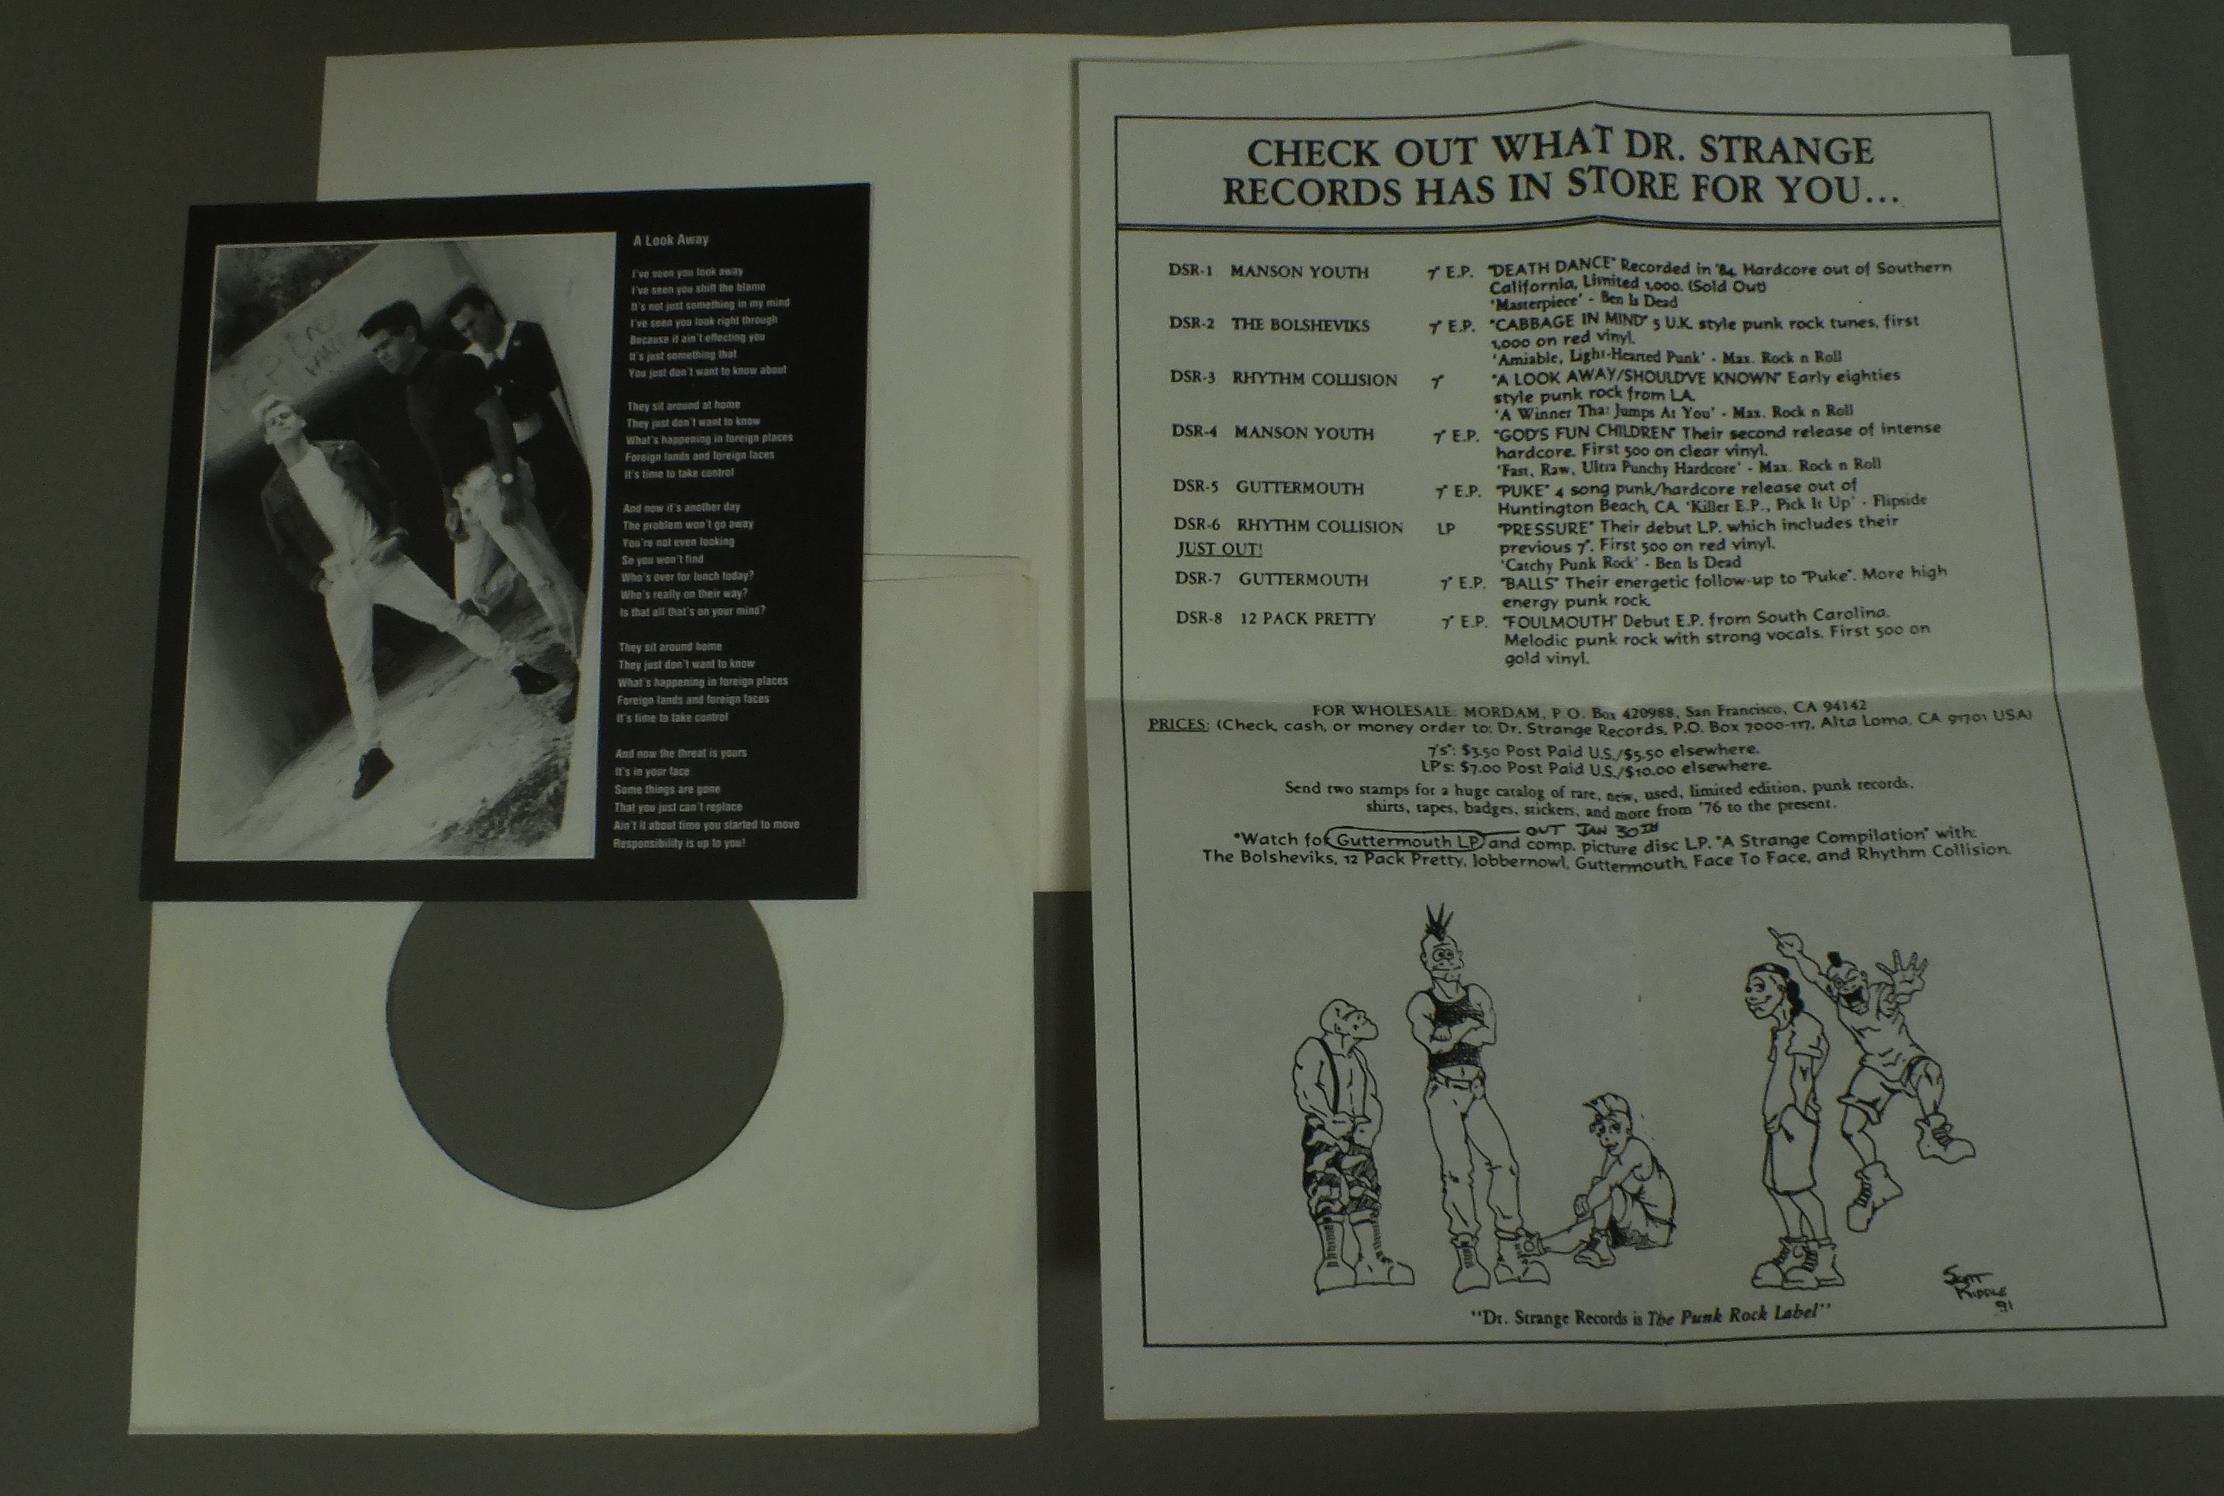 A Look Away
I've seen you look away
I've seen you shift the blame
It's not just something in my mind
I've seen you look right through
Because it ain't effecting you
It's just something that
You just don't want to know about
They sit around at home
They just don't want to know
What's happening in foreign places
Foreign lands and foreign faces
It's time to take control
And now it's another day
The problem won't go away
You're not even looking
So you won't find
Who's over for lunch today?
Who's really on their way?
Is that all that's on your mind?
They sit around home
They just don't want to know
What's happening in foreign places
Foreign lands and foreign faces
It's time to take control
And now the threat is yours
It's in your face
Some things are gone
That you just can't replace
Ain't it about time you started to move
Responsibility is up to you!
CHECK OUT WHAT DR. STRANGE
RECORDS HAS IN STORE FOR YOU...
DSR-1 MANSON YOUTH 7" E.P. "DEATH DANCE" Recorded in '84. Hardcore out of Southern
California, Limited 1,000. (Sold Out)
'Masterpiece' - Ben Is Dead
DSR-2 THE BOLSHEVIKS 7" E.P. "CABBAGE IN MIND" 5 U.K. style punk rock tunes, first
1,000 on red vinyl.
'Amiable, Light-Hearted Punk' - Max. Rock n Roll
DSR-3 RHYTHM COLLISION 7" "A LOOK AWAY/SHOULD'VE KNOWN" Early eighties
style punk rock from LA.
'A Winner That Jumps At You' - Max. Rock n Roll
DSR-4 MANSON YOUTH 7" E.P. "GOD'S FUN CHILDREN" Their second release of intense
hardcore. First 500 on clear vinyl.
'Fast, Raw, Ultra Punchy Hardcore' - Max. Rock n Roll
DSR-5 GUTTERMOUTH 7" E.P. "PUKE" 4 song punk/hardcore release out of
Huntington Beach, CA. 'Killer E.P., Pick It Up' - Flipside
DSR-6 RHYTHM COLLISION LP "PRESSURE" Their debut LP. which includes their
JUST OUT! previous 7". First 500 on red vinyl.
'Catchy Punk Rock' - Ben Is Dead
DSR-7 GUTTERMOUTH 7" E.P. "BALLS" Their energetic follow-up to "Puke". More high
energy punk rock.
DSR-8 12 PACK PRETTY 7" E.P. "FOULMOUTH" Debut E.P. from South Carolina.
Melodic punk rock with strong vocals. First 500 on
gold vinyl.
FOR WHOLESALE: MORDAM, P.O. Box 420988, San Francisco, CA 94142
PRICES: (Check, cash, or money order to: Dr. Strange Records, P.O. Box 7000-117, Alta Loma, CA 91701 USA)
7"s: $3.50 Post Paid U.S./$5.50 elsewhere.
LP's: $7.00 Post Paid U.S./$10.00 elsewhere.
Send two stamps for a huge catalog of rare, new, used, limited edition, punk records,
shirts, tapes, badges, stickers, and more from '76 to the present.
OUT JAN 30TH
*Watch for Guttermouth LP and comp. picture disc LP. "A Strange Compilation" with:
The Bolsheviks, 12 Pack Pretty, Jobbernowl, Guttermouth, Face To Face, and Rhythm Collision.
SCOTT
RIDDLE
91
"Dr. Strange Records is The Punk Rock Label"